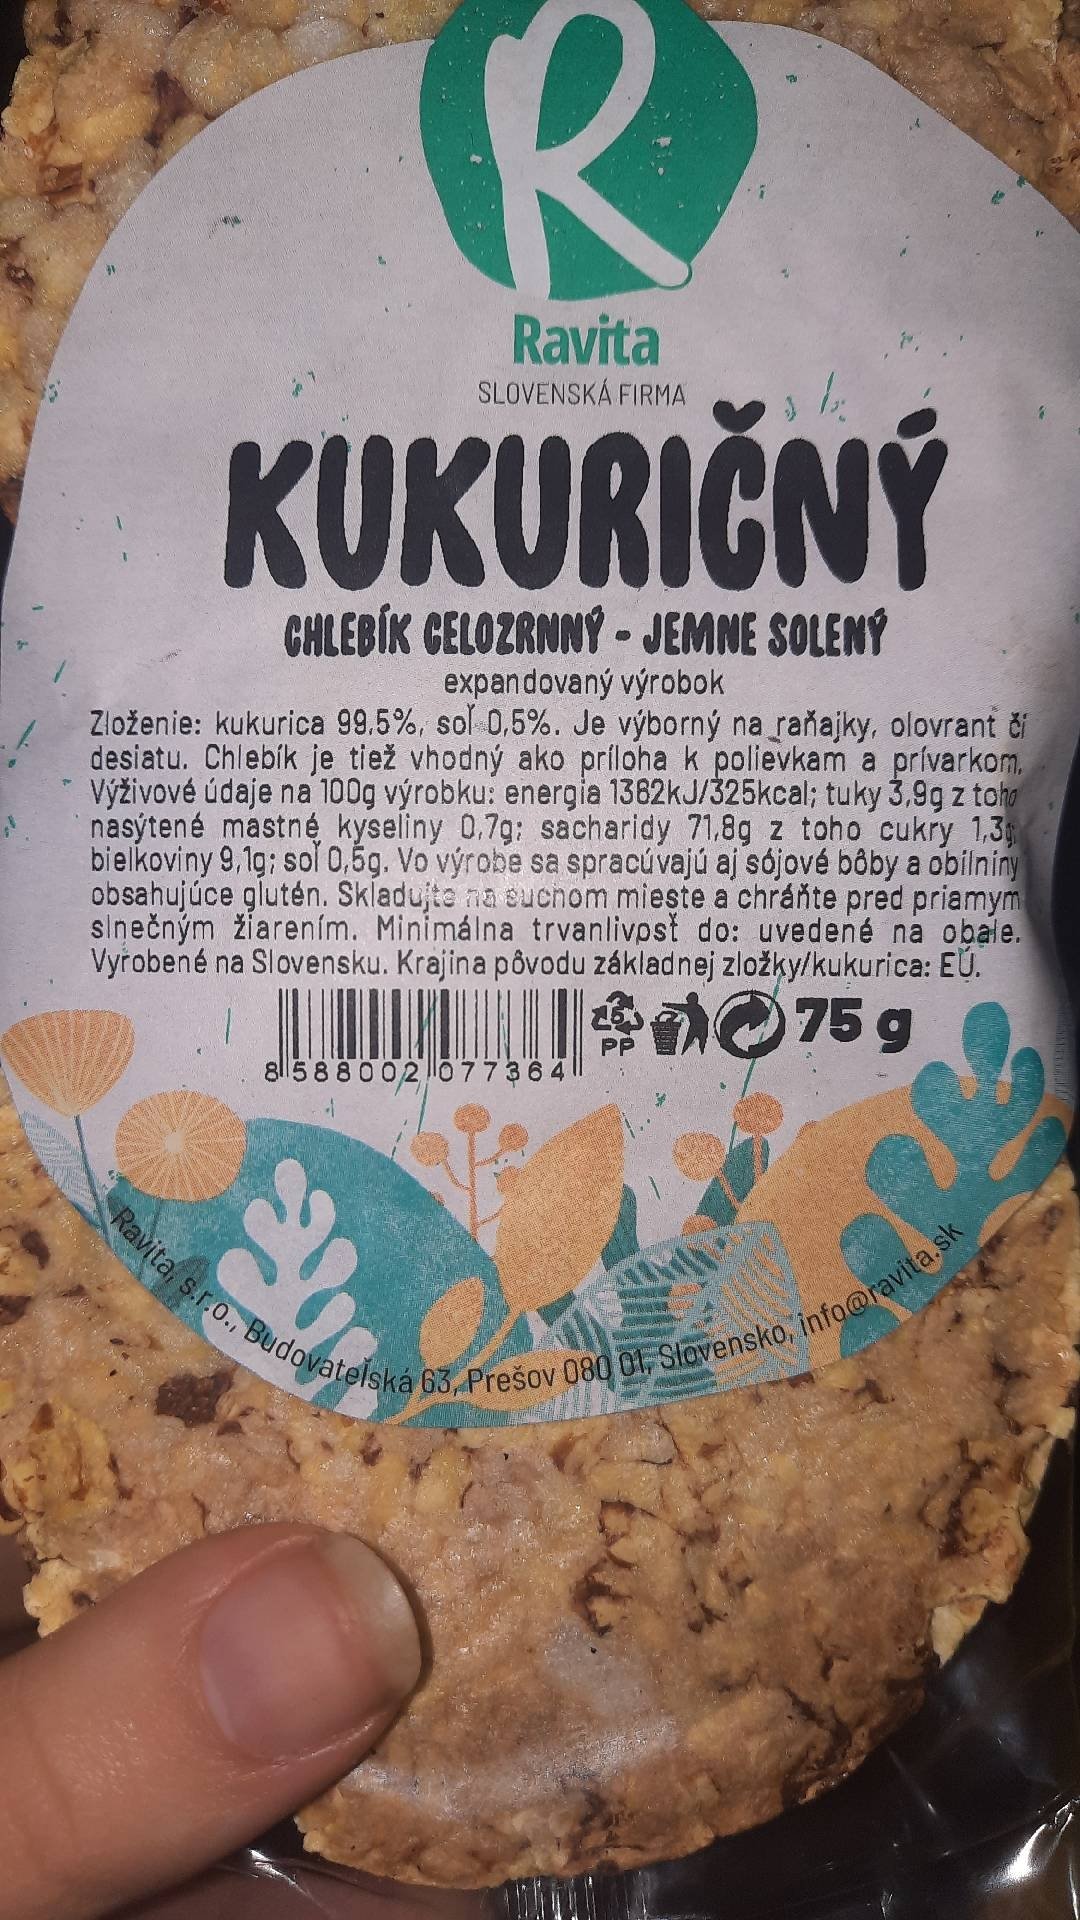 R
Ravita
SLOVENSKÁ FIRMA
KUKURIČNÝ
CHLEBÍK CELOZRNNÝ - JEMNE SOLENÝ
expandovaný výrobok
Zloženie: kukurica 99,5%, soľ 0,5%. Je výborný na raňajky, olovrant či
desiatu. Chlebík je tiež vhodný ako príloha k polievkam a prívarkom.
Výživové údaje na 100g výrobku: energia 1382kJ/325kcal; tuky 3,9g z toho
nasýtené mastné kyseliny 0,7g; sacharidy 71,8g z toho cukry 1,3g;
bielkoviny 9,1g; soľ 0,5g. Vo výrobe sa spracúvajú aj sójové bôby a obilniny
obsahujúce glutén. Skladujte na suchom mieste a chráňte pred priamym
slnečným žiarením. Minimálna trvanlivosť do: uvedené na obale.
Vyrobené na Slovensku. Krajina pôvodu základnej zložky/kukurica: EÚ.
5
PP
75 g
8 588002 077364
Ravita, s.r.o., Budovateľská 63, Prešov 080 01, Slovensko, info@ravita.sk